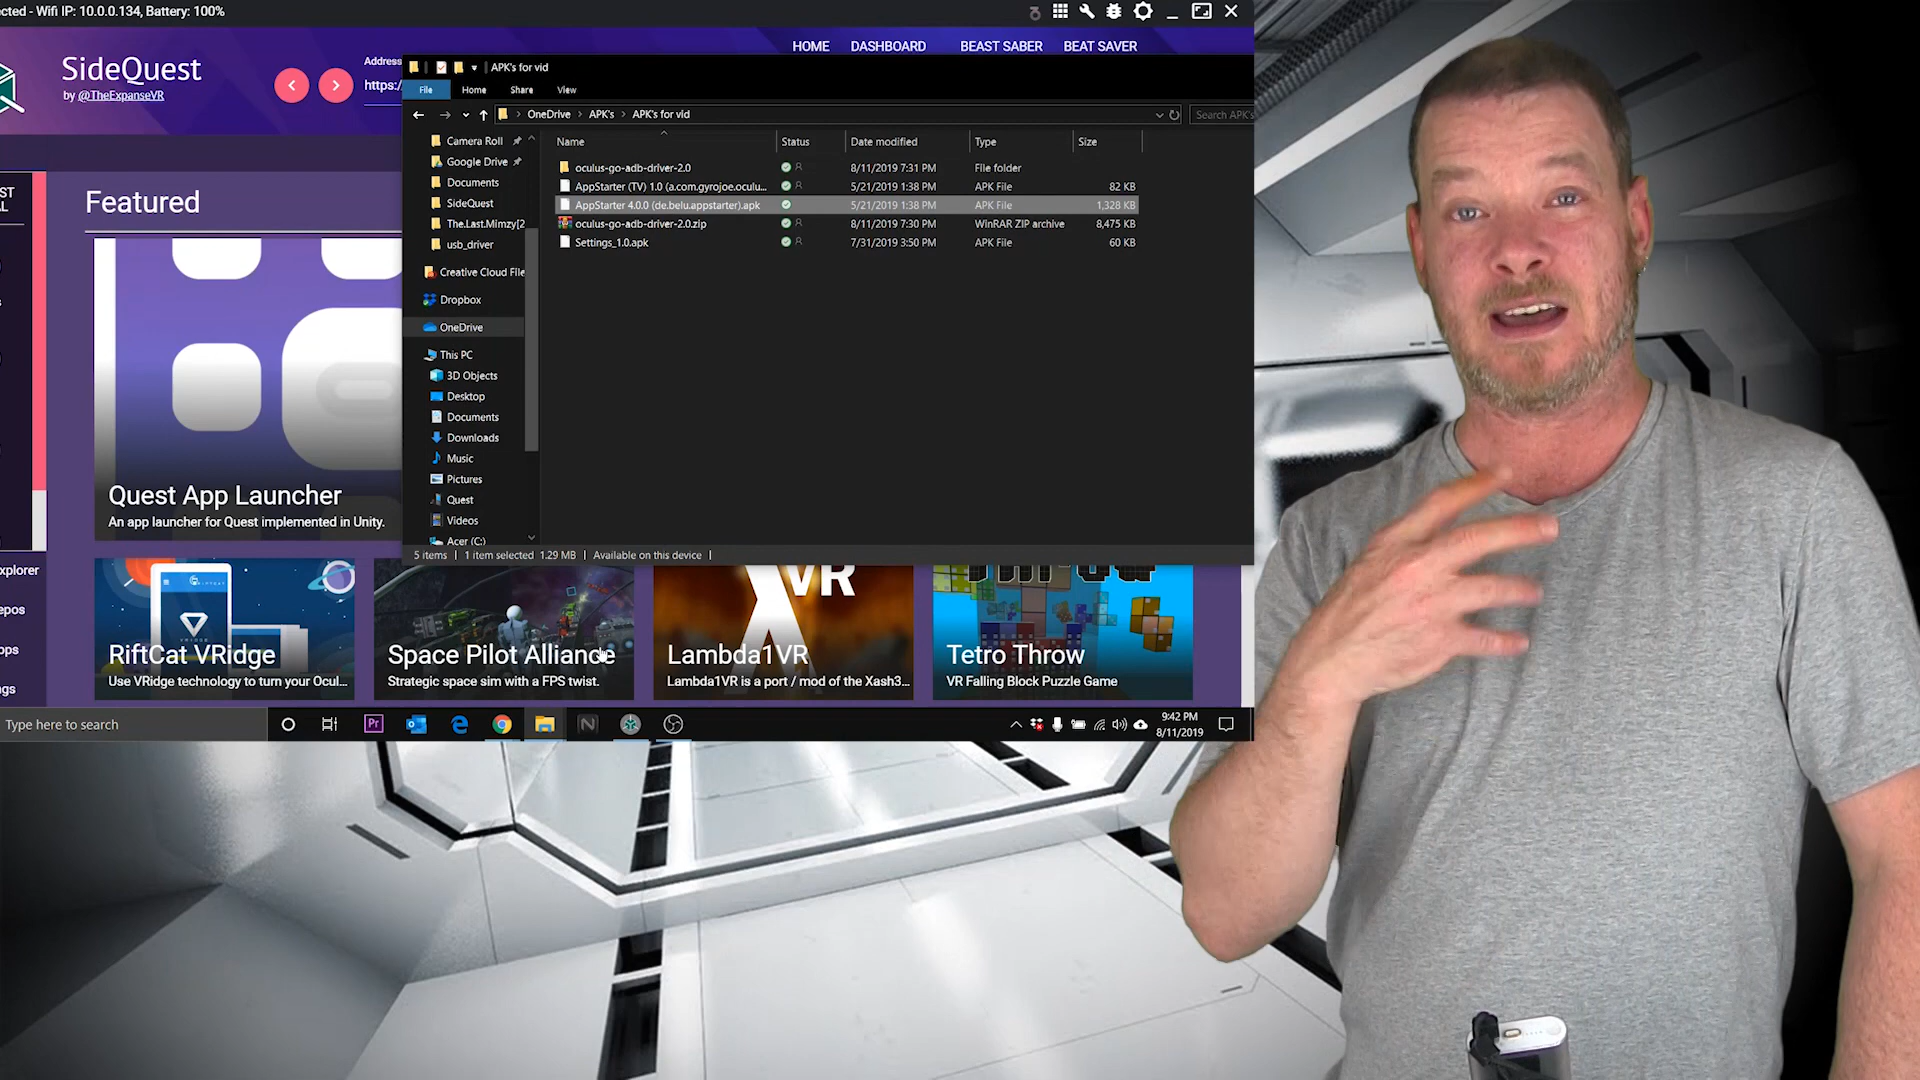 ected - Wifi IP: 10.0.0.134, Battery: 100%
SideQuest
by @TheExpanseVR
Address
https:/
HOME DASHBOARD BEAST SABER BEAT SAVER
APK's for vid
File Home Share View
OneDrive > APK's > APK's for vid
Search APK's
Camera Roll
Google Drive
Documents
SideQuest
The.Last.Mimzy[2
usb_driver
Creative Cloud File
Dropbox
OneDrive
This PC
3D Objects
Desktop
Documents
Downloads
Music
Pictures
Quest
Videos
Acer (C:)
Name Status Date modified Type Size
oculus-go-adb-driver-2.0 8/11/2019 7:31 PM File folder
AppStarter (TV) 1.0 (a.com.gyrojoe.oculu... 5/21/2019 1:38 PM APK File 82 KB
AppStarter 4.0.0 (de.belu.appstarter).apk 5/21/2019 1:38 PM APK File 1,328 KB
oculus-go-adb-driver-2.0.zip 8/11/2019 7:30 PM WinRAR ZIP archive 8,475 KB
Settings_1.0.apk 7/31/2019 3:50 PM APK File 60 KB
5 items 1 item selected 1.29 MB Available on this device
ST
AL
xplorer
epos
pps
ngs
Featured
Quest App Launcher
An app launcher for Quest implemented in Unity.
RiftCat VRidge
Use VRidge technology to turn your Ocul...
Space Pilot Alliance
Strategic space sim with a FPS twist.
XVR
Lambda1VR
Lambda1VR is a port / mod of the Xash3...
Tetro Throw
VR Falling Block Puzzle Game
Type here to search
Pr
N
9:42 PM
8/11/2019